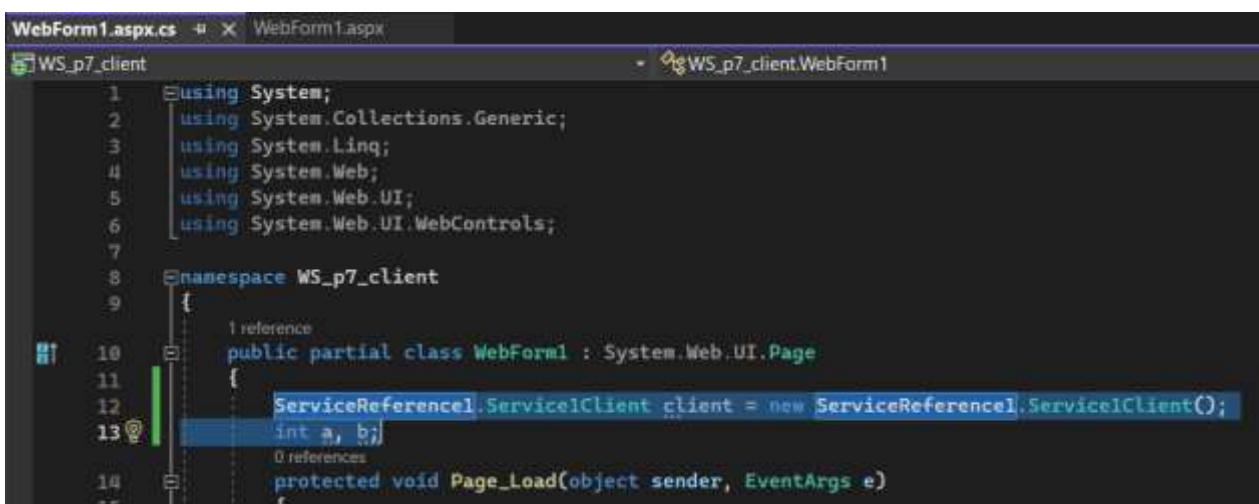 WebForm1.aspx.cs WebForm1.aspx
WS_p7_client WS_p7_client.WebForm1
1 using System;
2 using System.Collections.Generic;
3 using System.Linq;
4 using System.Web;
5 using System.Web.UI;
6 using System.Web.UI.WebControls;
7
8 namespace WS_p7_client
9 {
1 reference
10 public partial class WebForm1 : System.Web.UI.Page
11 {
12 ServiceReference1.Service1Client client = new ServiceReference1.Service1Client();
13 int a, b;
0 references
14 protected void Page_Load(object sender, EventArgs e)